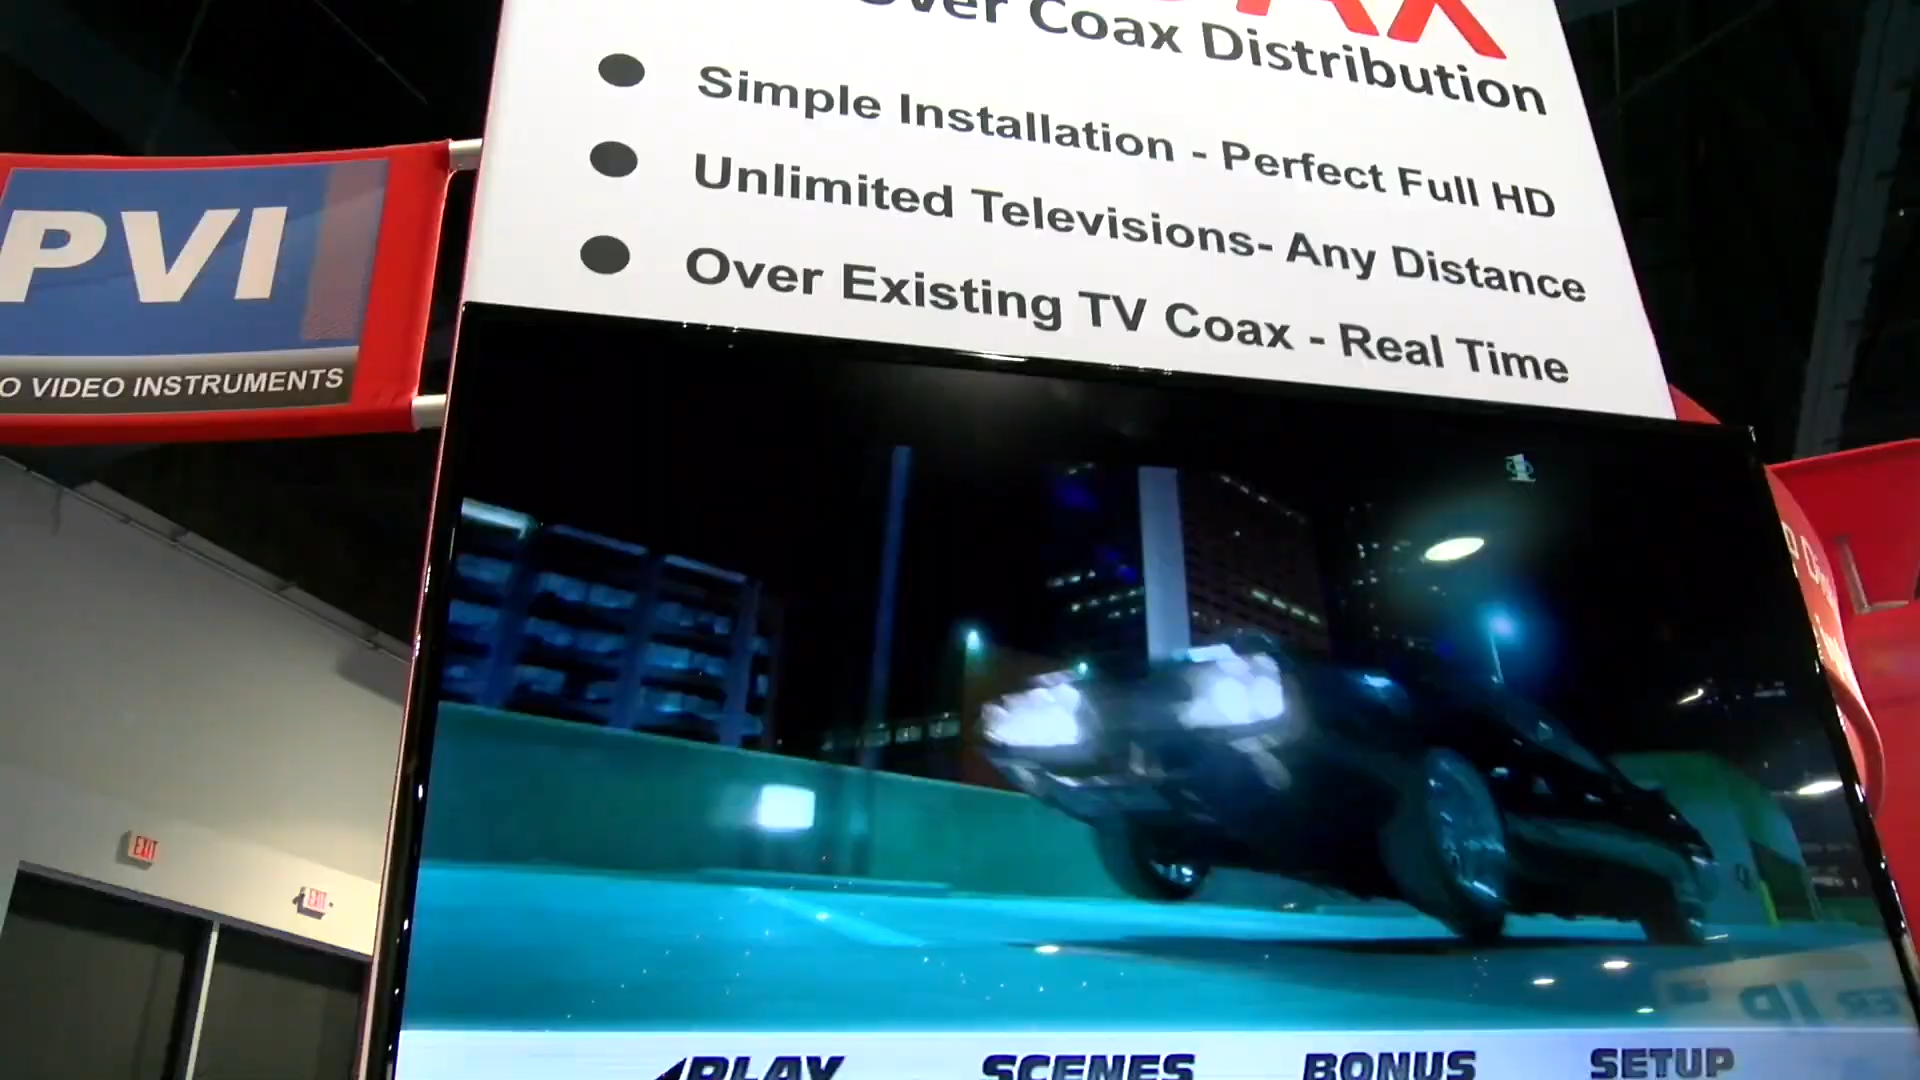 Over Coax Distribution
Simple Installation - Perfect Full HD
Unlimited Televisions- Any Distance
Over Existing TV Coax - Real Time
PVI
O VIDEO INSTRUMENTS
EXIT
EXIT
PLAY SCENES BONUS SETUP